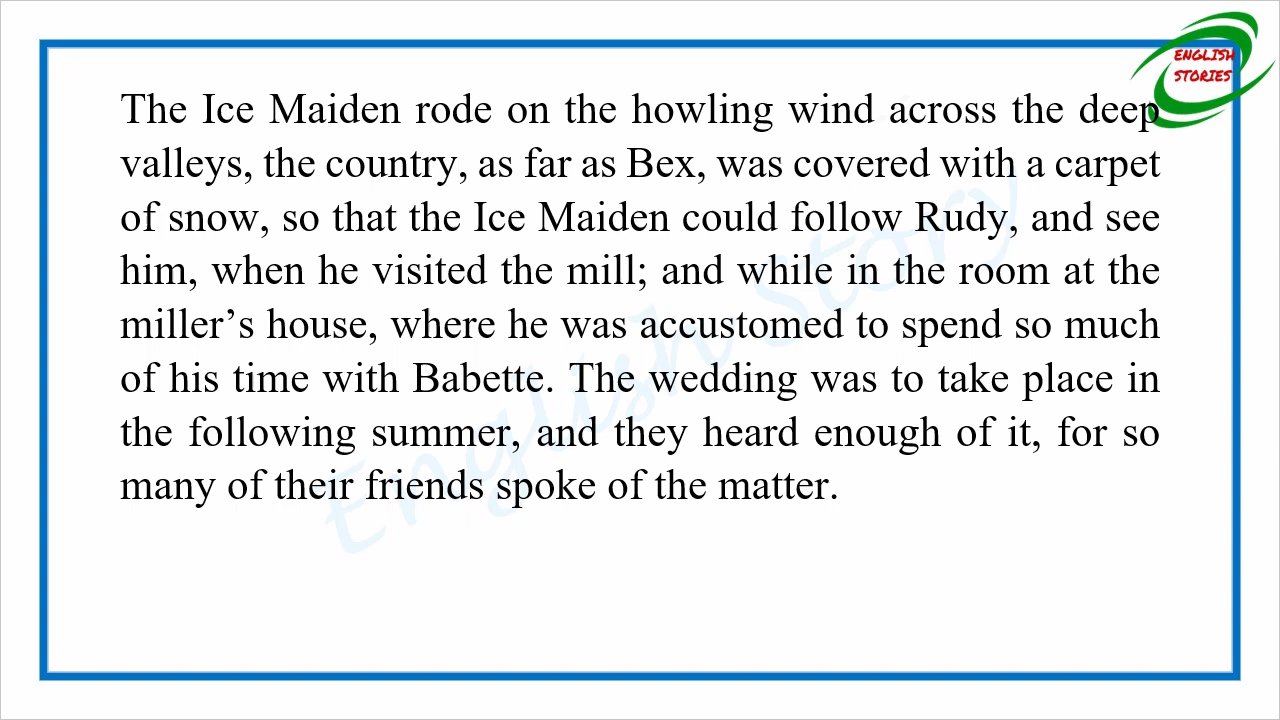 ENGLISH
STORIES
The Ice Maiden rode on the howling wind across the deep
valleys, the country, as far as Bex, was covered with a carpet
of snow, so that the Ice Maiden could follow Rudy, and see
him, when he visited the mill; and while in the room at the
miller’s house, where he was accustomed to spend so much
of his time with Babette. The wedding was to take place in
the following summer, and they heard enough of it, for so
many of their friends spoke of the matter.
English Story